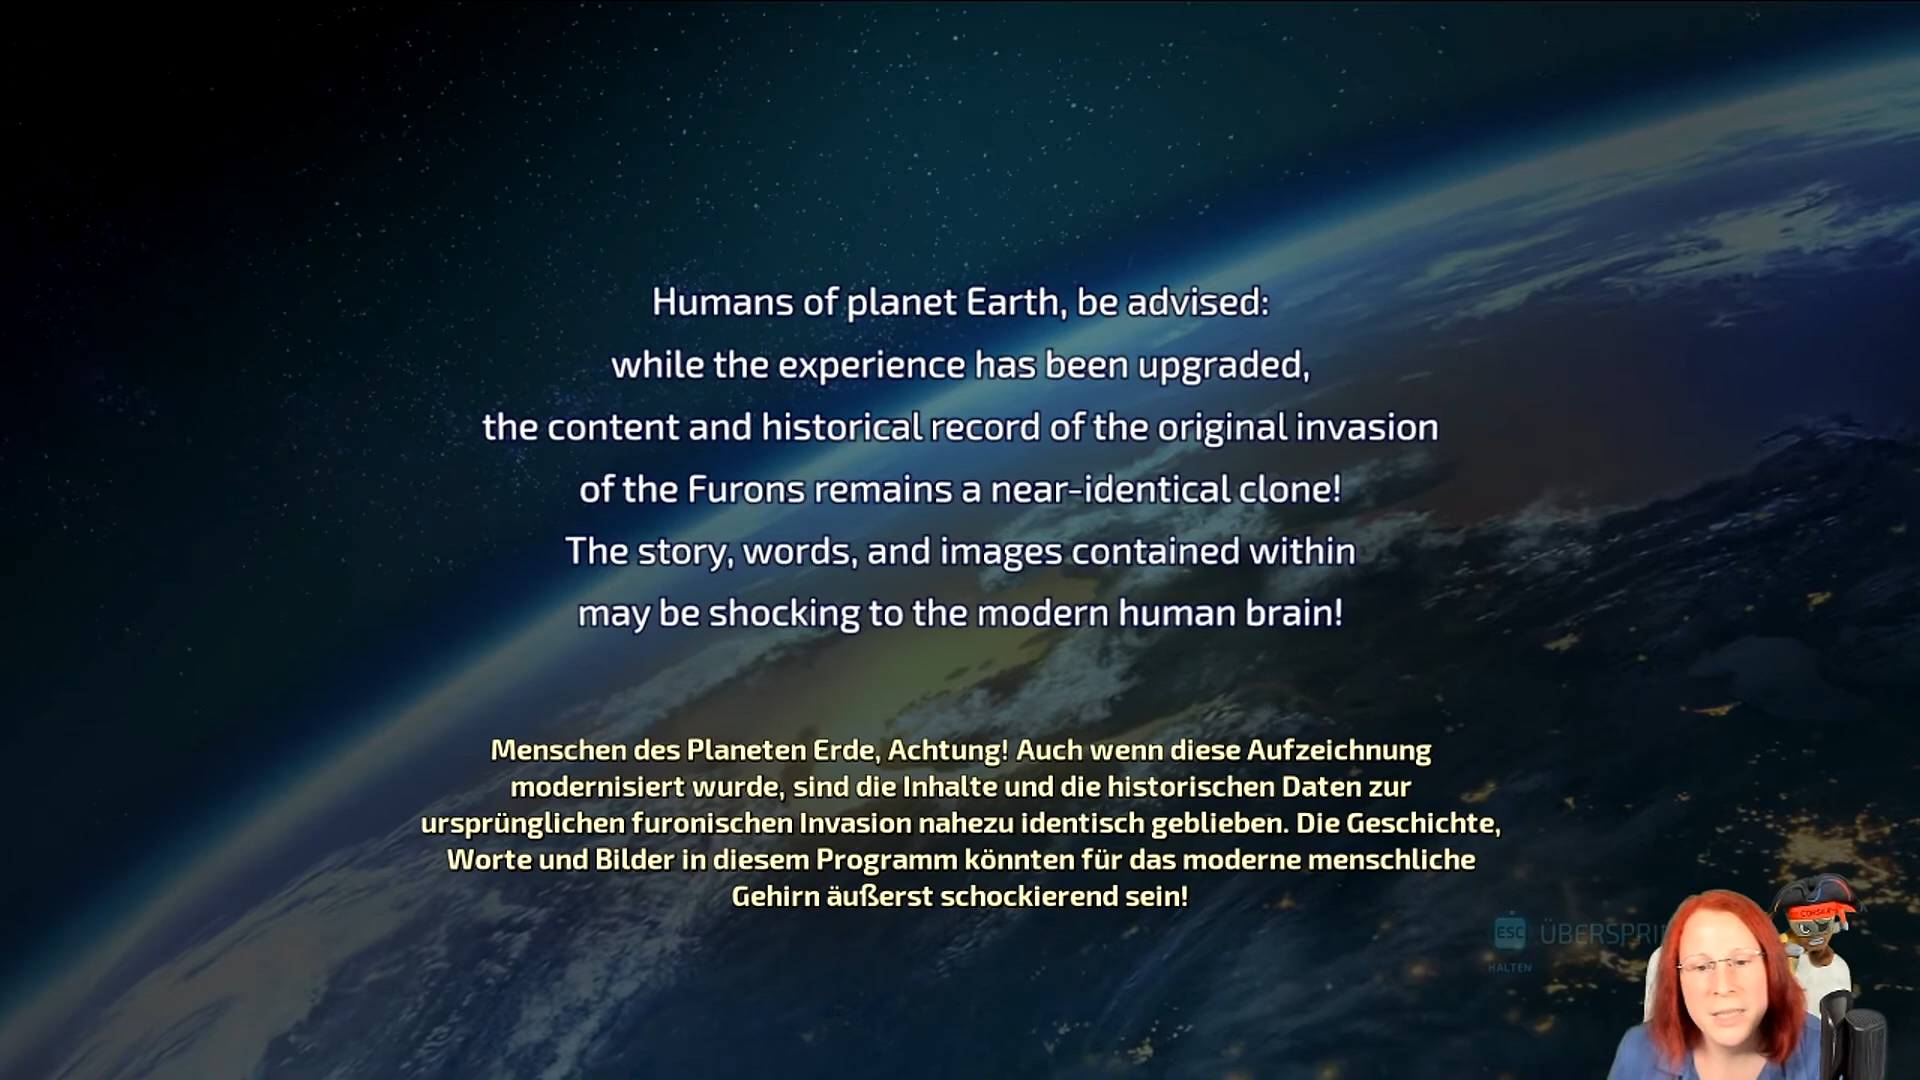 Humans of planet Earth, be advised:
while the experience has been upgraded,
the content and historical record of the original invasion
of the Furons remains a near-identical clone!
The story, words, and images contained within
may be shocking to the modern human brain!
Menschen des Planeten Erde, Achtung! Auch wenn diese Aufzeichnung
modernisiert wurde, sind die Inhalte und die historischen Daten zur
ursprünglichen furonischen Invasion nahezu identisch geblieben. Die Geschichte,
Worte und Bilder in diesem Programm könnten für das moderne menschliche
Gehirn äußerst schockierend sein!
ESC
HALTEN